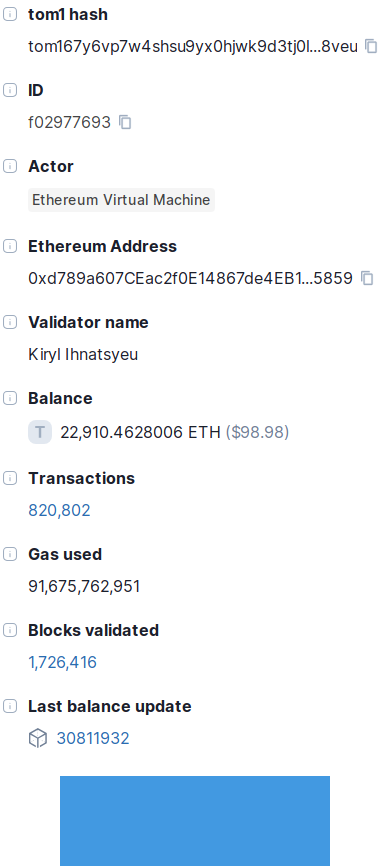 tom1 hash
tom167y6vp7w4shsu9yx0hjwk9d3tj0l...8veu
ID
f02977693
Actor
Ethereum Virtual Machine
Ethereum Address
0xd789a607CEac2f0E14867de4EB1...5859
Validator name
Kiryl Ihnatsyeu
Balance
T 22,910.4628006 ETH ($98.98)
Transactions
820,802
Gas used
91,675,762,951
Blocks validated
1,726,416
Last balance update
30811932